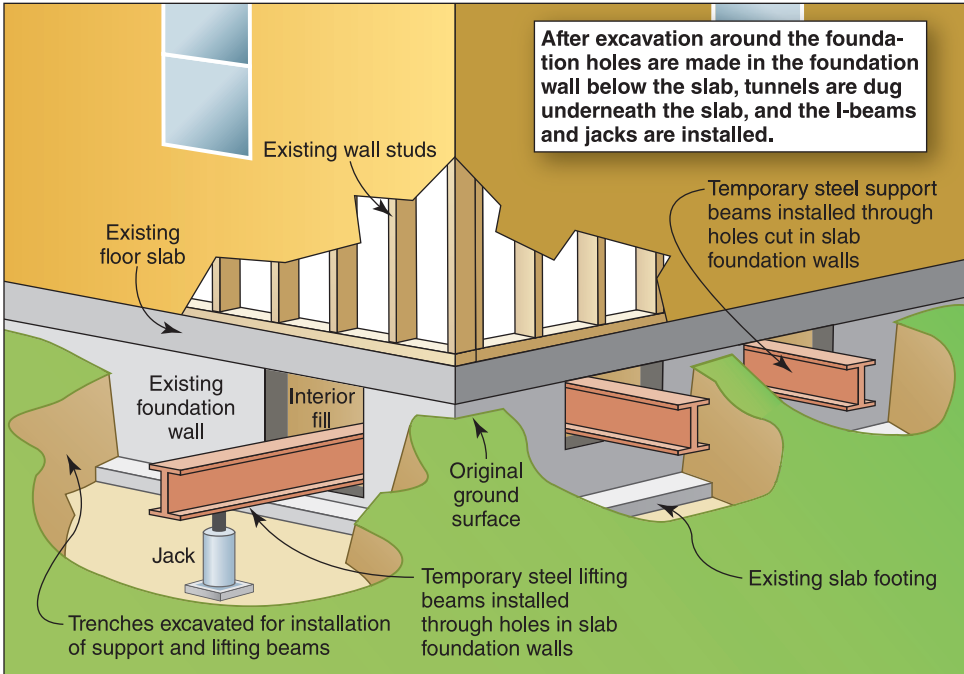 After excavation around the founda-
tion holes are made in the foundation
wall below the slab, tunnels are dug
underneath the slab, and the I-beams
and jacks are installed.
Existing wall studs
Temporary steel support
beams installed through
holes cut in slab
foundation walls
Existing
floor slab
Existing
foundation
wall
Interior
fill
Original
ground
surface
Jack
Temporary steel lifting
beams installed
through holes in slab
foundation walls
Existing slab footing
Trenches excavated for installation
of support and lifting beams